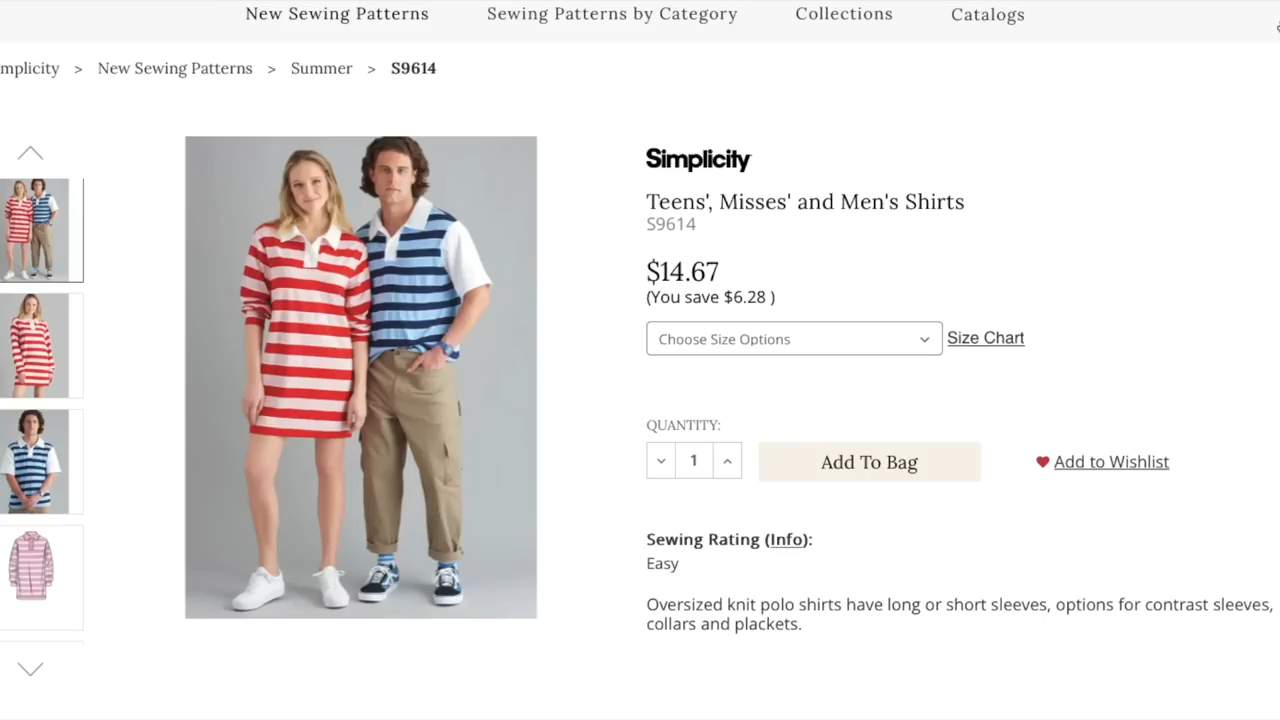 New Sewing Patterns Sewing Patterns by Category Collections Catalogs
mplicity > New Sewing Patterns > Summer > S9614
Simplicity
Teens', Misses' and Men's Shirts
S9614
$14.67
(You save $6.28 )
Choose Size Options Size Chart
QUANTITY:
1 Add To Bag Add to Wishlist
Sewing Rating (Info):
Easy
Oversized knit polo shirts have long or short sleeves, options for contrast sleeves,
collars and plackets.